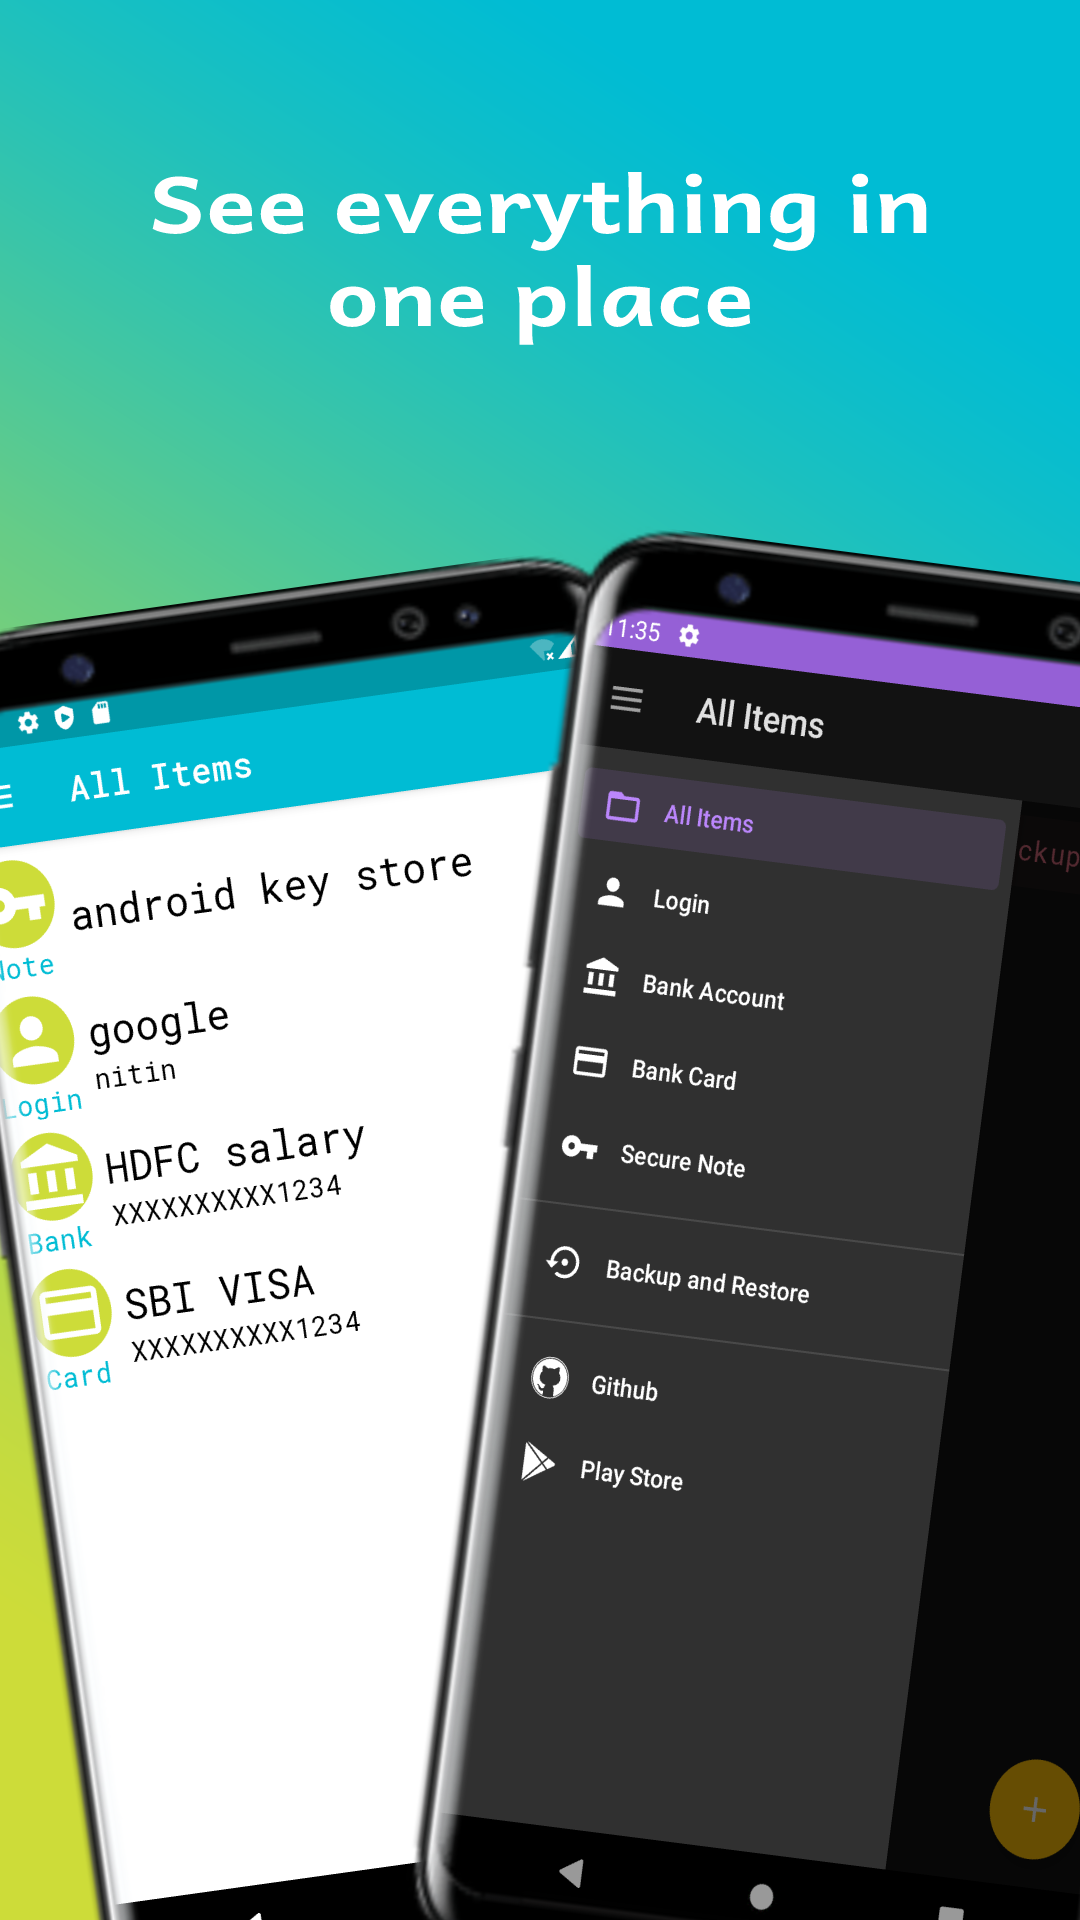 See everything in
one place
All Items
android key store
Note
google
nitin
Login
HDFC salary
XXXXXXXXXX1234
Bank
SBI VISA
XXXXXXXXXX1234
Card
11:35
All Items
All Items
Login
Bank Account
Bank Card
Secure Note
Backup and Restore
Github
Play Store
ckup